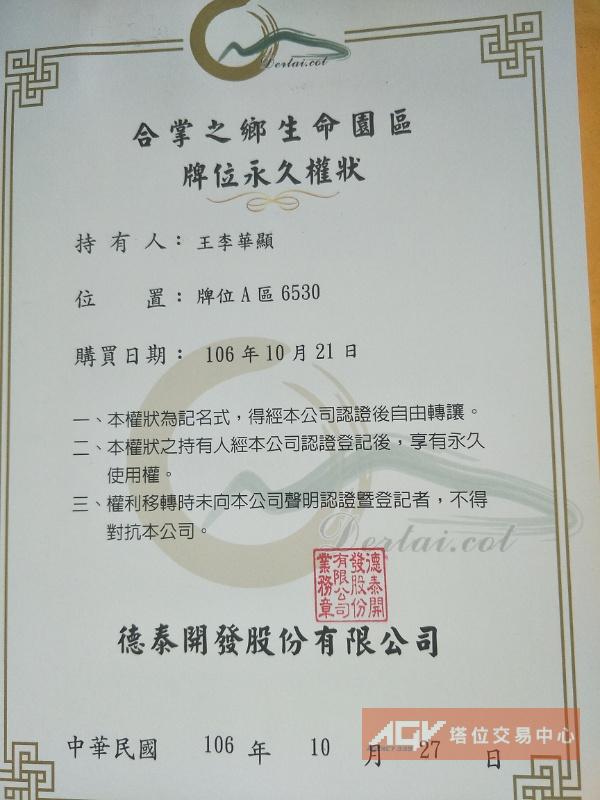 Dertai.cot
合掌之鄉生命園區
牌位永久權狀
持有人：王李華顯
位置：牌位A區6530
購買日期：106年10月21日
一、本權狀為記名式，得經本公司認證後自由轉讓。
二、本權狀之持有人經本公司認證登記後，享有永久
使用權。
三、權利移轉時未向本公司聲明認證暨登記者，不得
對抗本公司。
Dertai.cot
德泰開
發股份
有限公司
業務章
德泰開發股份有限公司
中華民國 106 年 10 月 27 日
AGV 塔位交易中心